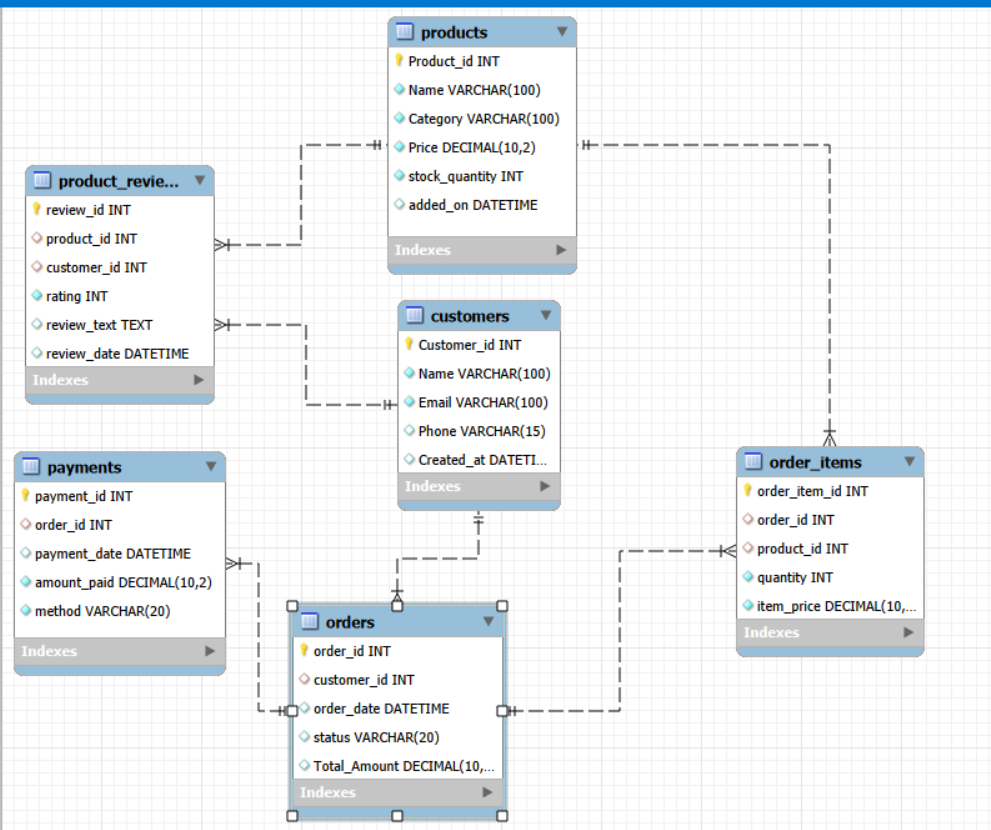 products
Product_id INT
Name VARCHAR(100)
Category VARCHAR(100)
Price DECIMAL(10,2)
stock_quantity INT
added_on DATETIME
Indexes
product_revie...
review_id INT
product_id INT
customer_id INT
rating INT
review_text TEXT
review_date DATETIME
Indexes
customers
Customer_id INT
Name VARCHAR(100)
Email VARCHAR(100)
Phone VARCHAR(15)
Created_at DATETI...
Indexes
payments
payment_id INT
order_id INT
payment_date DATETIME
amount_paid DECIMAL(10,2)
method VARCHAR(20)
Indexes
order_items
order_item_id INT
order_id INT
product_id INT
quantity INT
item_price DECIMAL(10,...
Indexes
orders
order_id INT
customer_id INT
order_date DATETIME
status VARCHAR(20)
Total_Amount DECIMAL(10,...
Indexes